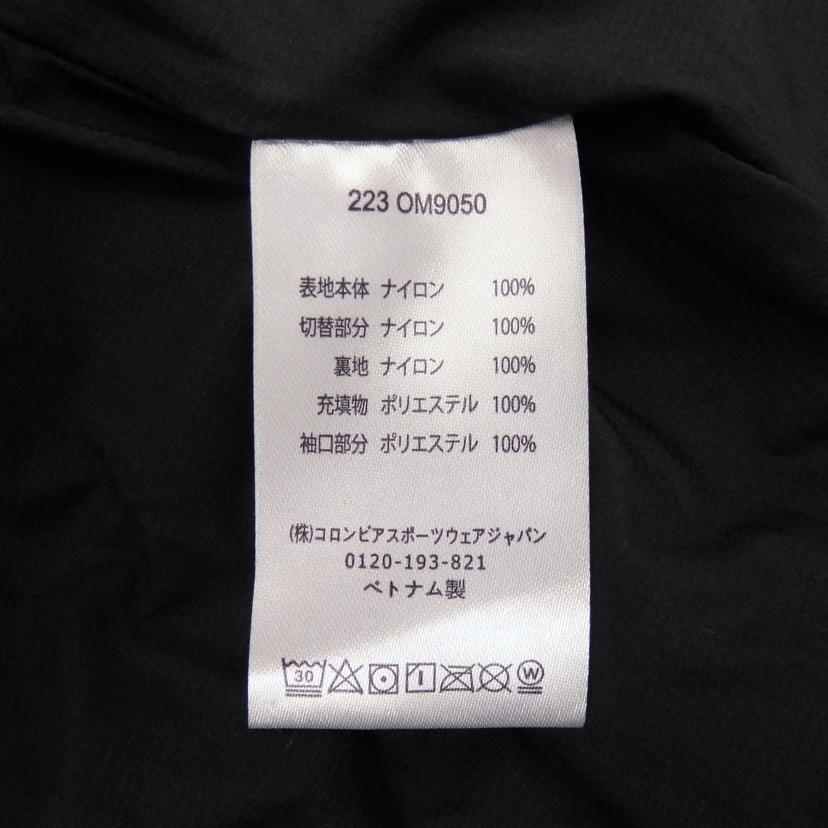 223 OM9050
表地本体 ナイロン 100%
切替部分 ナイロン 100%
裏地 ナイロン 100%
充填物 ポリエステル 100%
袖口部分 ポリエステル 100%
(株)コロンビアスポーツウェアジャパン
0120-193-821
ベトナム製
30 W